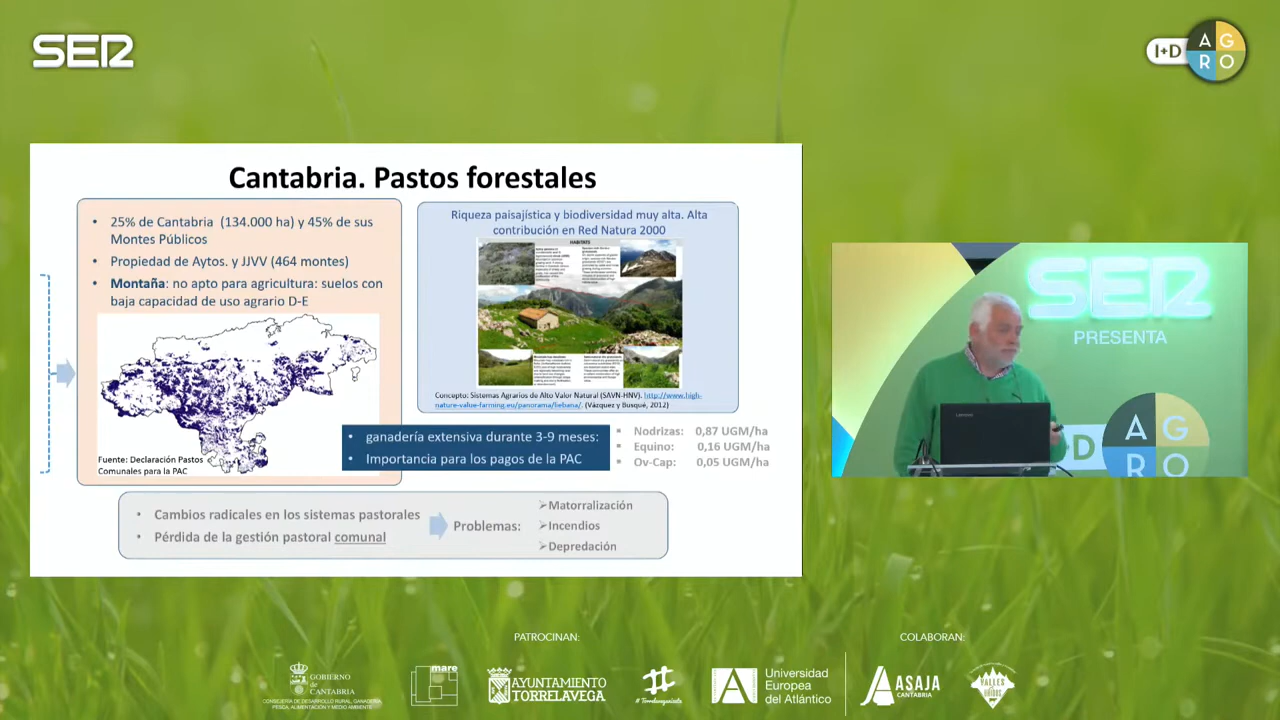 SER
I+D
A G
R O
Cantabria. Pastos forestales
• 25% de Cantabria (134.000 ha) y 45% de sus
Montes Públicos
• Propiedad de Aytos. y JJVV (464 montes)
• Montaña: no apto para agricultura: suelos con
baja capacidad de uso agrario D-E
Fuente: Declaración Pastos
Comunales para la PAC
Riqueza paisajística y biodiversidad muy alta. Alta
contribución en Red Natura 2000
HABITATS
Concepto: Sistemas Agrarios de Alto Valor Natural (SAVN-HNV). http://www.high-
nature-value-farming.eu/panorama/liebana/. (Vázquez y Busqué, 2012)
• ganadería extensiva durante 3-9 meses:
• Importancia para los pagos de la PAC
▪ Nodrizas: 0,87 UGM/ha
▪ Equino: 0,16 UGM/ha
▪ Ov-Cap: 0,05 UGM/ha
• Cambios radicales en los sistemas pastorales
• Pérdida de la gestión pastoral comunal
Problemas:
➢Matorralización
➢Incendios
➢Depredación
SER
PRESENTA
Lenovo
+D
A G
R O
PATROCINAN:
COLABORAN:
GOBIERNO
de
CANTABRIA
CONSEJERÍA DE DESARROLLO RURAL, GANADERÍA,
PESCA, ALIMENTACIÓN Y MEDIO AMBIENTE
mare
AYUNTAMIENTO
TORRELAVEGA
Universidad
Europea
del Atlántico
ASAJA
CANTABRIA
VALLES
UNIDOS